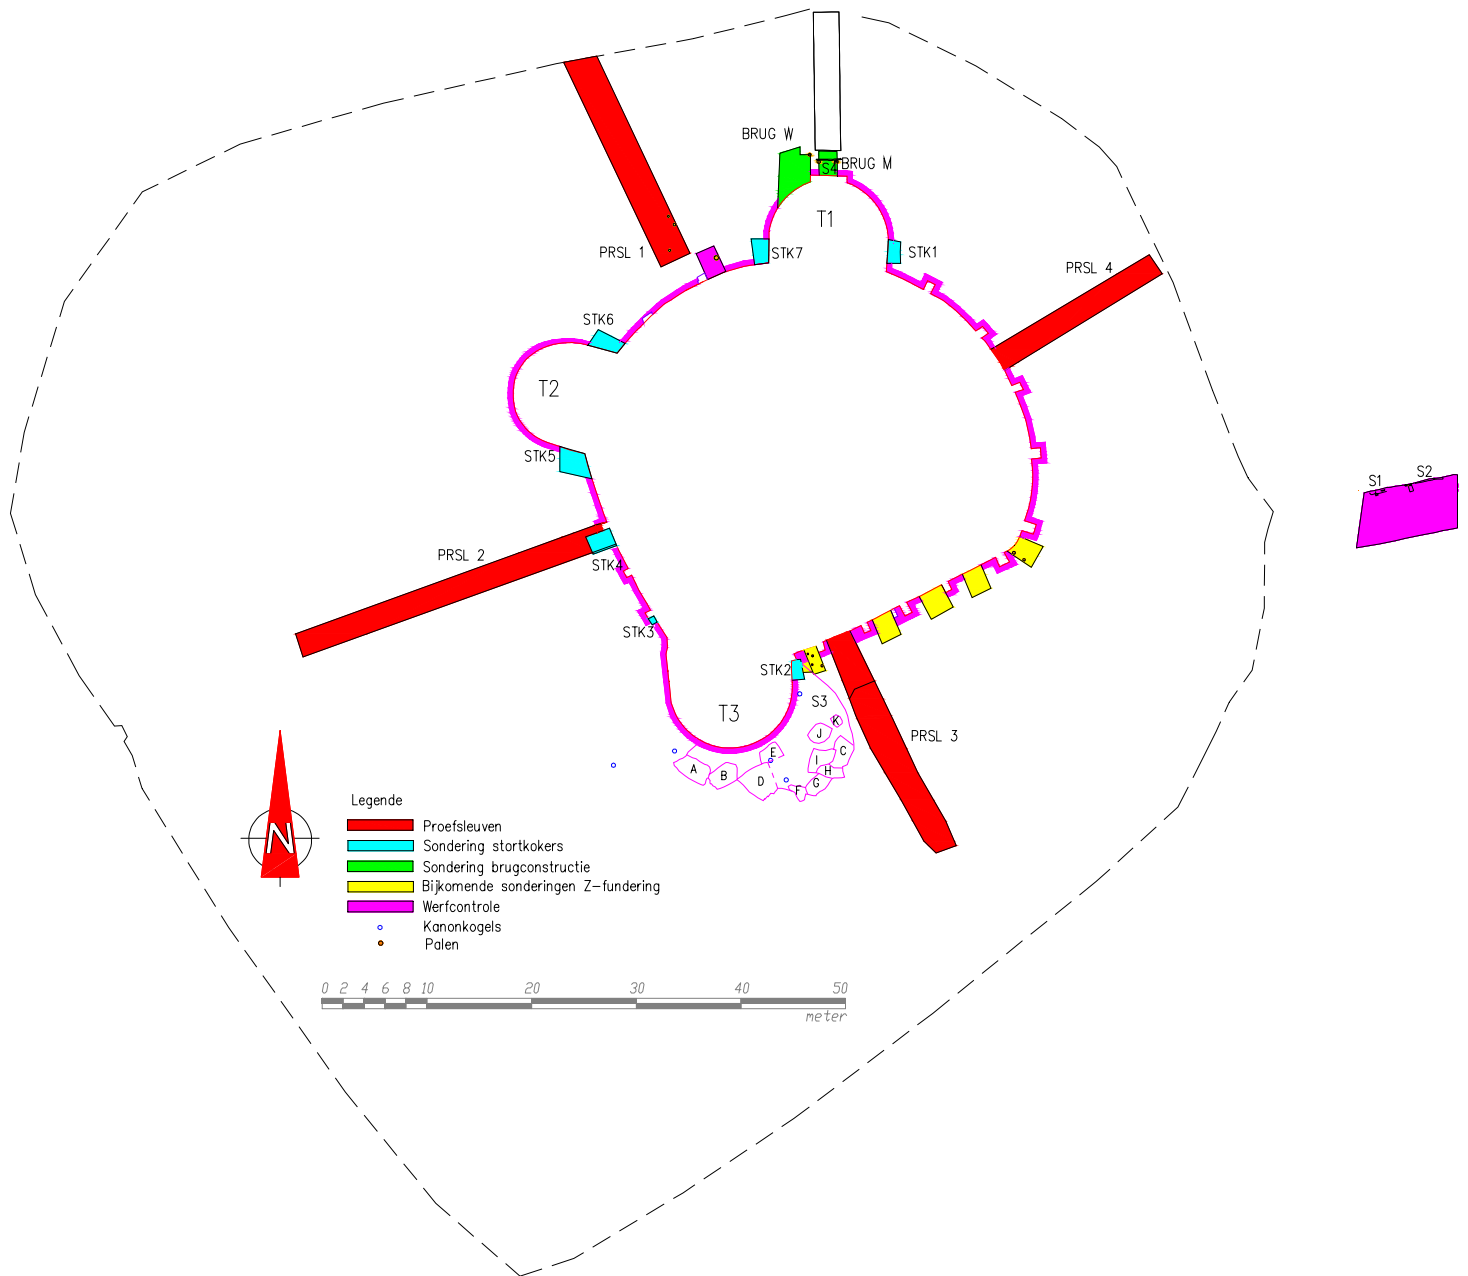 BRUG W
BRUG M
S4
T1
PRSL 1
STK7
STK1
PRSL 4
STK6
T2
STK5
S1
S2
PRSL 2
STK4
STK3
STK2
S3
T3
K
J
PRSL 3
E
C
I
A
B
H
D
G
F
N
Legende
Proefsleuven
Sondering stortkokers
Sondering brugconstructie
Bijkomende sonderingen Z-fundering
Werfcontrole
Kanonkogels
Palen
0 2 4 6 8 10 20 30 40 50
meter